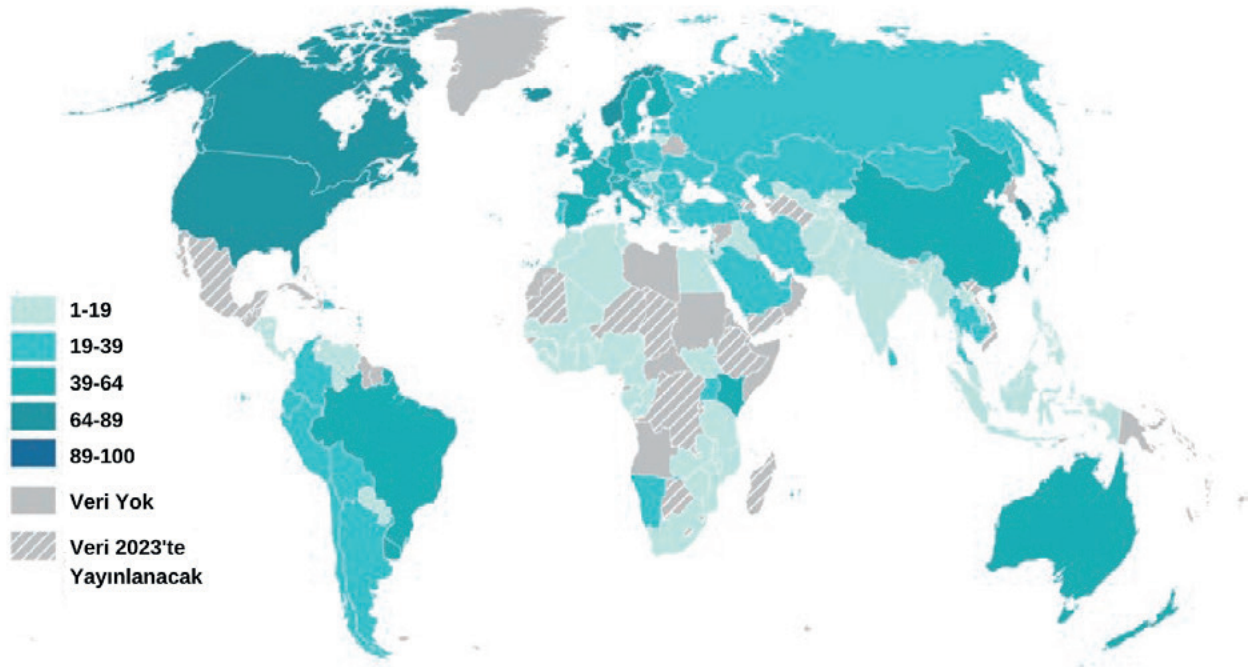 1-19
19-39
39-64
64-89
89-100
Veri Yok
Veri 2023'te
Yayınlanacak